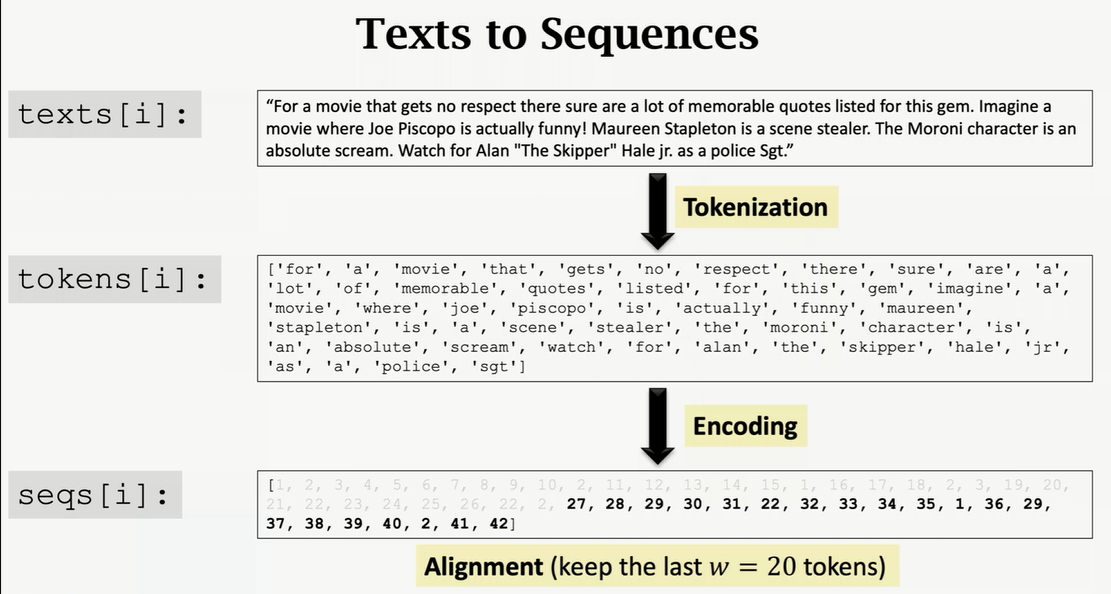 Texts to Sequences
texts[i]:
“For a movie that gets no respect there sure are a lot of memorable quotes listed for this gem. Imagine a
movie where Joe Piscopo is actually funny! Maureen Stapleton is a scene stealer. The Moroni character is an
absolute scream. Watch for Alan "The Skipper" Hale jr. as a police Sgt.”
Tokenization
tokens[i]:
['for', 'a', 'movie', 'that', 'gets', 'no', 'respect', 'there', 'sure', 'are', 'a',
'lot', 'of', 'memorable', 'quotes', 'listed', 'for', 'this', 'gem', 'imagine', 'a',
'movie', 'where', 'joe', 'piscopo', 'is', 'actually', 'funny', 'maureen',
'stapleton', 'is', 'a', 'scene', 'stealer', 'the', 'moroni', 'character', 'is',
'an', 'absolute', 'scream', 'watch', 'for', 'alan', 'the', 'skipper', 'hale', 'jr',
'as', 'a', 'police', 'sgt']
Encoding
seqs[i]:
[1, 2, 3, 4, 5, 6, 7, 8, 9, 10, 2, 11, 12, 13, 14, 15, 1, 16, 17, 18, 2, 3, 19, 20,
21, 22, 23, 24, 25, 26, 22, 2, 27, 28, 29, 30, 31, 22, 32, 33, 34, 35, 1, 36, 29,
37, 38, 39, 40, 2, 41, 42]
Alignment (keep the last w = 20 tokens)